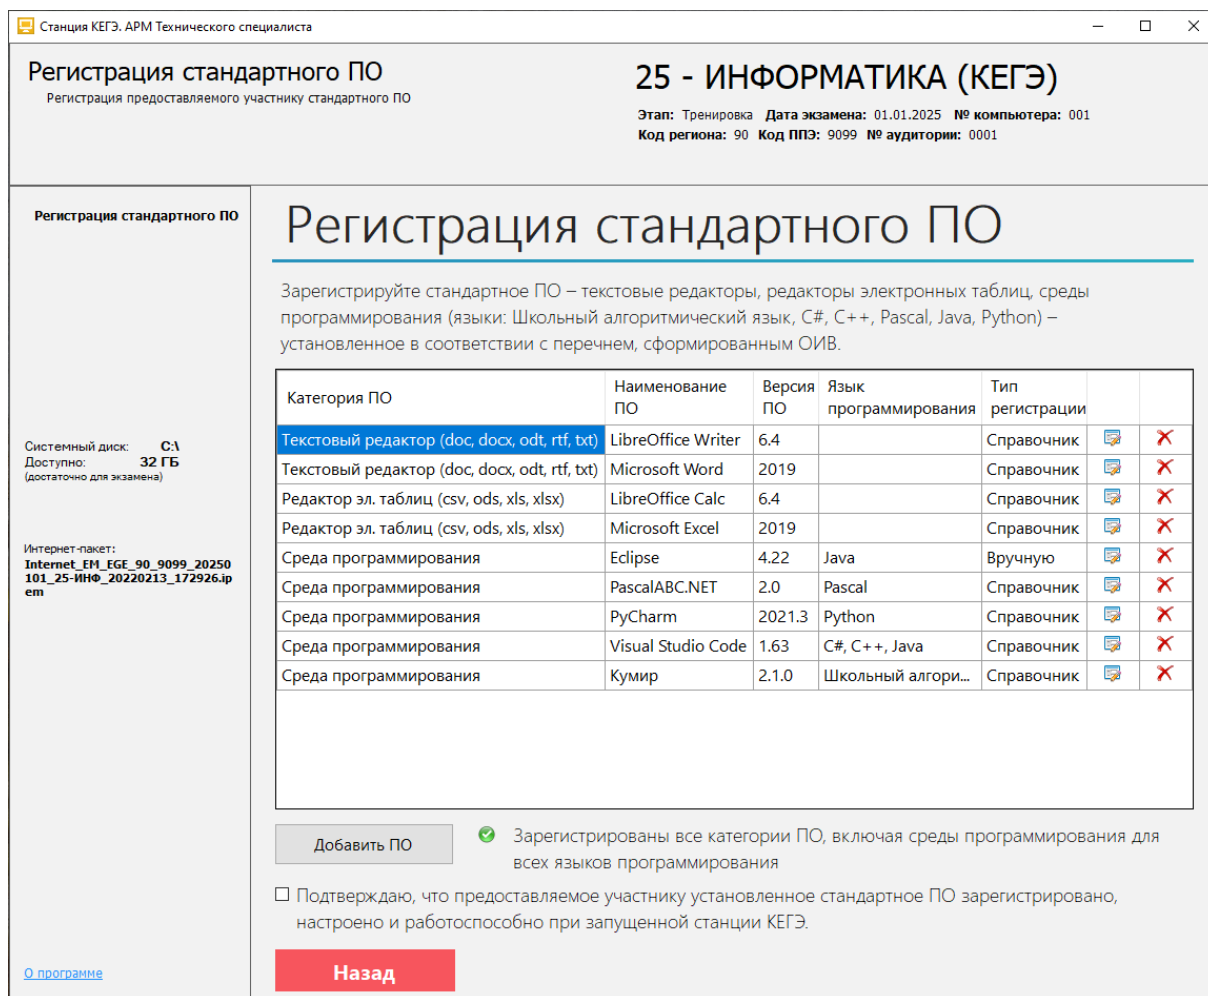 Станция КЕГЭ. АРМ Технического специалиста
Регистрация стандартного ПО
Регистрация предоставляемого участнику стандартного ПО
25 - ИНФОРМАТИКА (КЕГЭ)
Этап: Тренировка Дата экзамена: 01.01.2025 № компьютера: 001
Код региона: 90 Код ППЭ: 9099 № аудитории: 0001
Регистрация стандартного ПО
Системный диск: C:\
Доступно: 32 ГБ
(достаточно для экзамена)
Интернет-пакет:
Internet_EM_EGE_90_9099_20250
101_25-ИНФ_20220213_172926.ip
em
О программе
Регистрация стандартного ПО
Зарегистрируйте стандартное ПО – текстовые редакторы, редакторы электронных таблиц, среды
программирования (языки: Школьный алгоритмический язык, C#, C++, Pascal, Java, Python) –
установленное в соответствии с перечнем, сформированным ОИВ.
Категория ПО Наименование ПО Версия ПО Язык программирования Тип регистрации
Текстовый редактор (doc, docx, odt, rtf, txt) LibreOffice Writer 6.4 Справочник
Текстовый редактор (doc, docx, odt, rtf, txt) Microsoft Word 2019 Справочник
Редактор эл. таблиц (csv, ods, xls, xlsx) LibreOffice Calc 6.4 Справочник
Редактор эл. таблиц (csv, ods, xls, xlsx) Microsoft Excel 2019 Справочник
Среда программирования Eclipse 4.22 Java Вручную
Среда программирования PascalABC.NET 2.0 Pascal Справочник
Среда программирования PyCharm 2021.3 Python Справочник
Среда программирования Visual Studio Code 1.63 C#, C++, Java Справочник
Среда программирования Кумир 2.1.0 Школьный алгори... Справочник
Добавить ПО
Зарегистрированы все категории ПО, включая среды программирования для
всех языков программирования
Подтверждаю, что предоставляемое участнику установленное стандартное ПО зарегистрировано,
настроено и работоспособно при запущенной станции КЕГЭ.
Назад